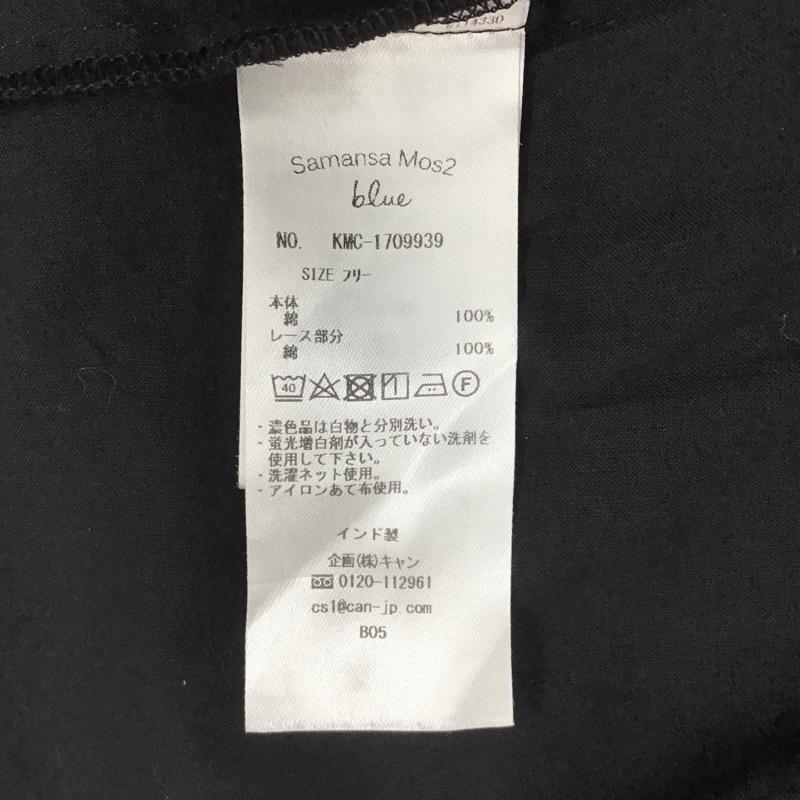 Samansa Mos2
blue
NO. KMC-1709939
SIZE フリー
本体
綿 100%
レース部分
綿 100%
40 F
・濃色品は白物と分別洗い。
・蛍光増白剤が入っていない洗剤を
使用して下さい。
・洗濯ネット使用。
・アイロンあて布使用。
インド製
企画(株)キャン
0120-112961
cs1@can-jp.com
B05